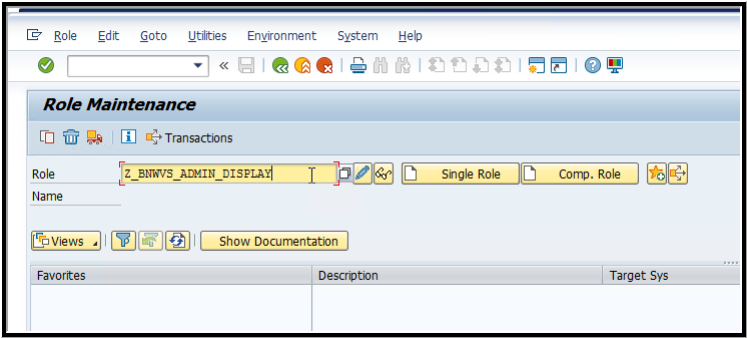 Role Edit Goto Utilities Environment System Help
Role Maintenance
Transactions
Role Z_BNWVS_ADMIN_DISPLAY Single Role Comp. Role
Name
Views Show Documentation
Favorites Description Target Sys